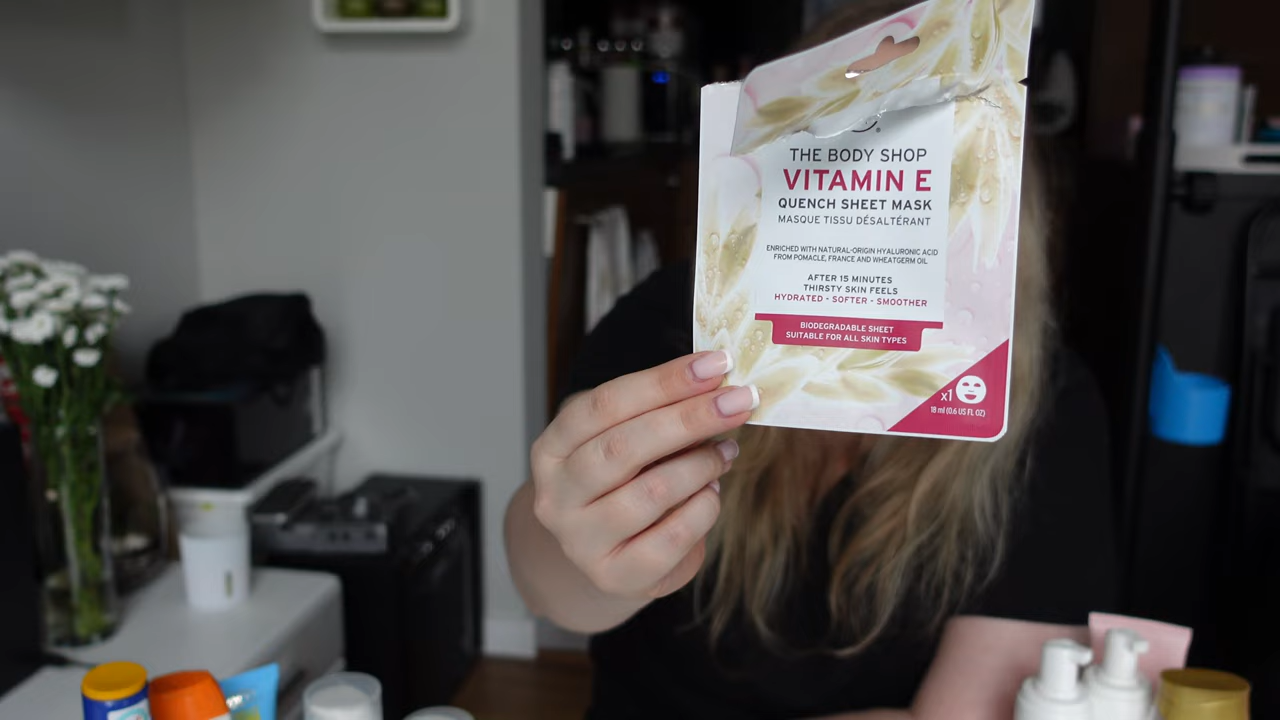 THE BODY SHOP
VITAMIN E
QUENCH SHEET MASK
MASQUE TISSU DÉSALTÉRANT
ENRICHED WITH NATURAL-ORIGIN HYALURONIC ACID
FROM POMACLE, FRANCE AND WHEATGERM OIL
AFTER 15 MINUTES
THIRSTY SKIN FEELS
HYDRATED - SOFTER - SMOOTHER
BIODEGRADABLE SHEET
SUITABLE FOR ALL SKIN TYPES
x1
18 ml (0.6 US FL OZ)